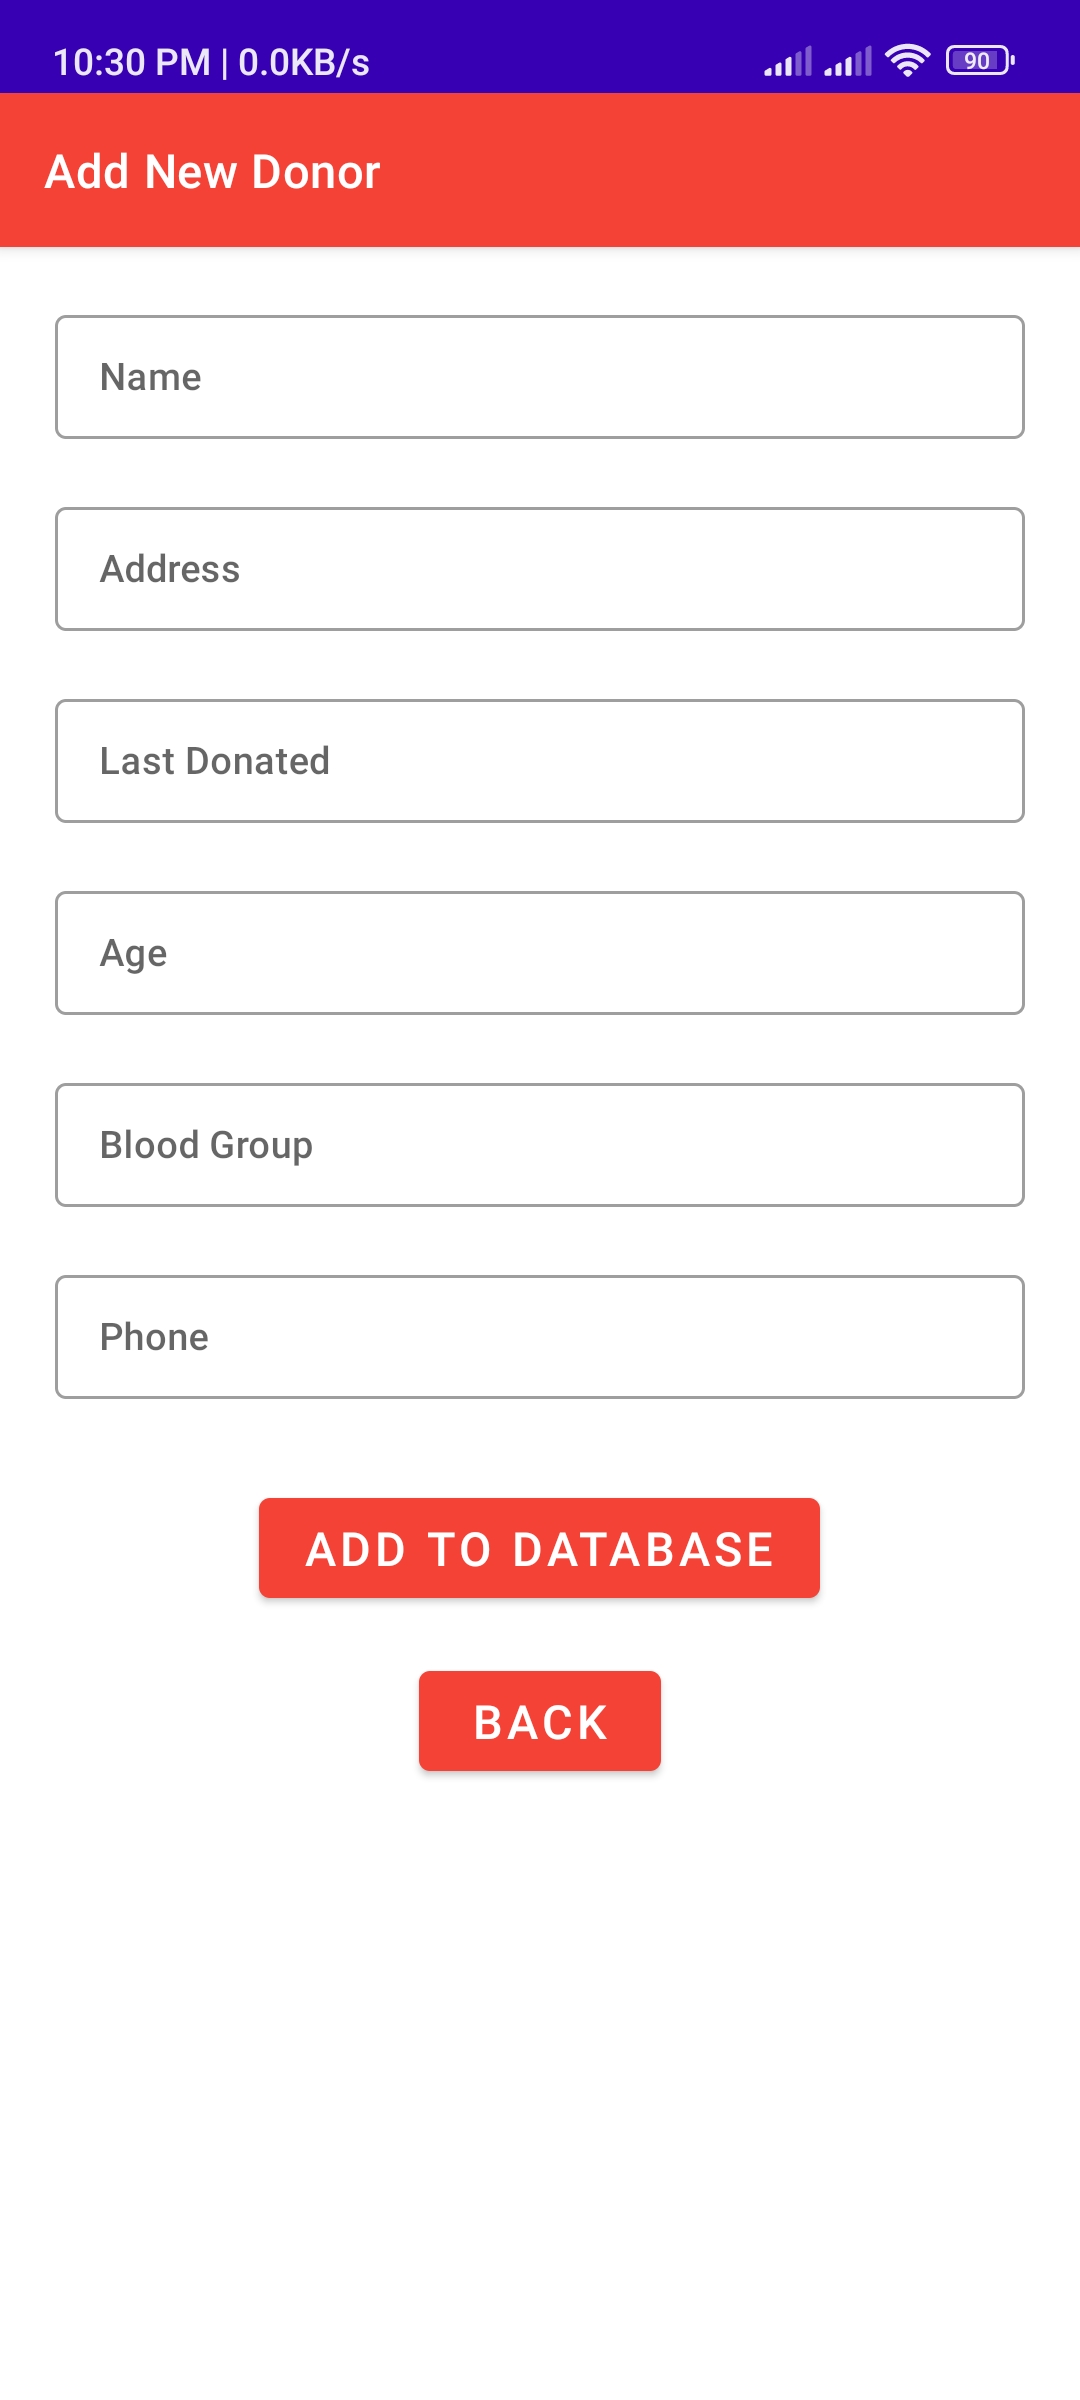 10:30 PM | 0.0KB/s 90
Add New Donor
Name
Address
Last Donated
Age
Blood Group
Phone
ADD TO DATABASE
BACK